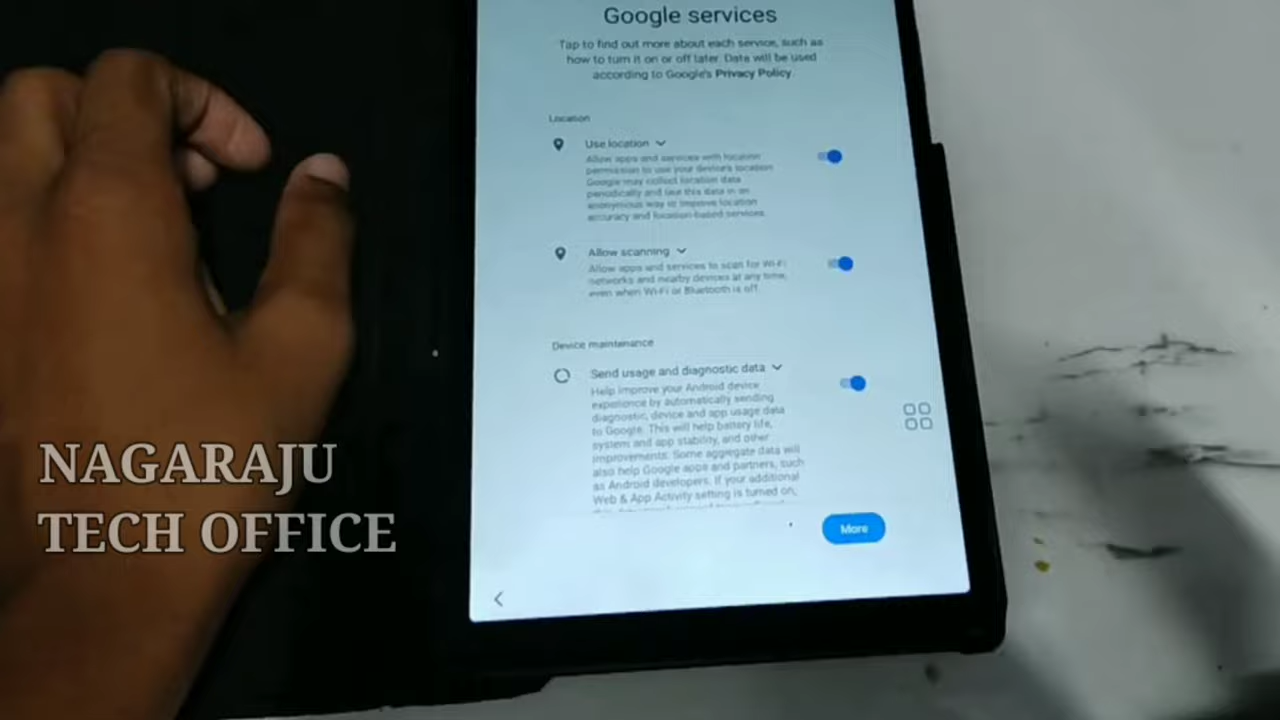 Google services
Tap to find out more about each service, such as
how to turn it on or off later. Data will be used
according to Google's Privacy Policy.
Location
Use location
Allow apps and services with location
permission to use your device's location.
Google may collect location data
periodically and use this data in an
anonymous way to improve location
accuracy and location-based services.
Allow scanning
Allow apps and services to scan for Wi-Fi
networks and nearby devices at any time,
even when Wi-Fi or Bluetooth is off.
Device maintenance
Send usage and diagnostic data
Help improve your Android device
experience by automatically sending
diagnostic, device and app usage data
to Google. This will help battery life,
system and app stability, and other
improvements. Some aggregate data will
also help Google apps and partners, such
as Android developers. If your additional
Web & App Activity setting is turned on,
More
NAGARAJU
TECH OFFICE